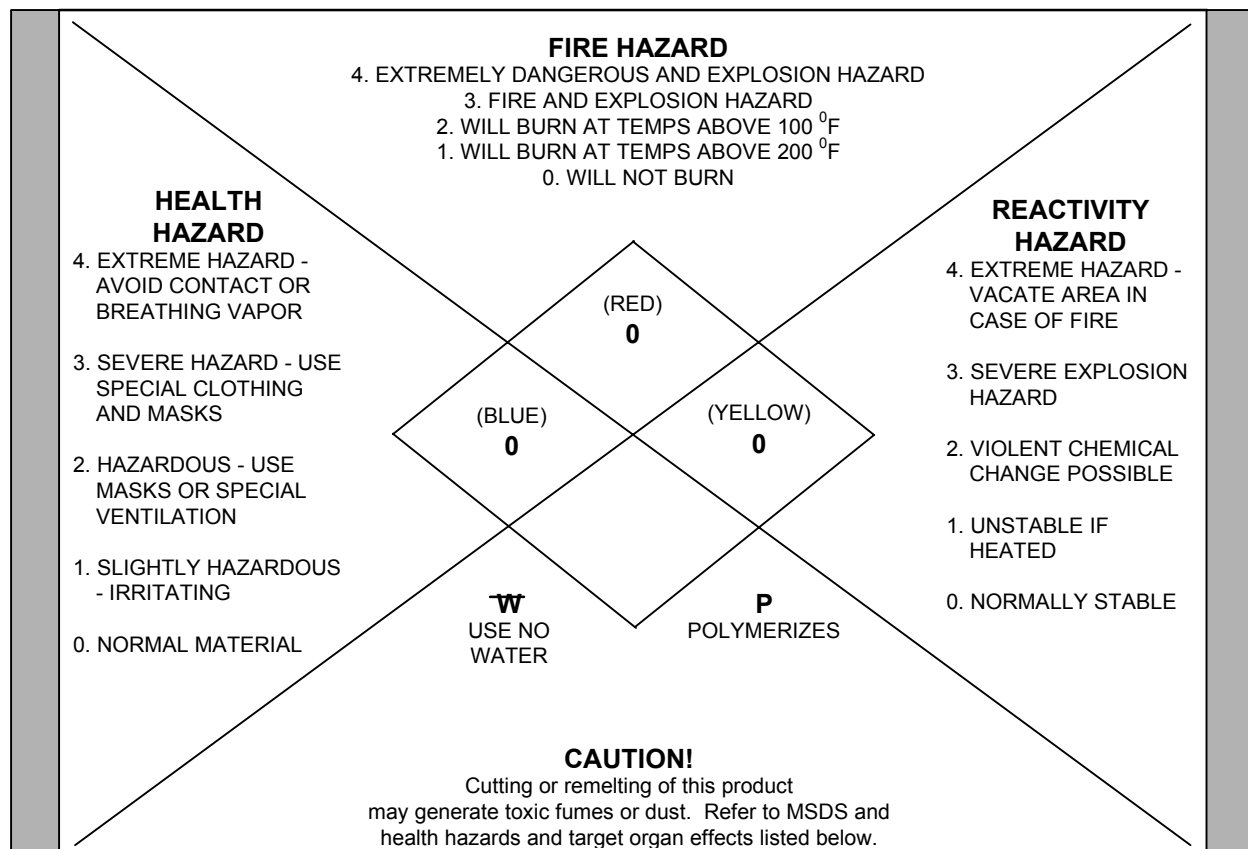 FIRE HAZARD
4. EXTREMELY DANGEROUS AND EXPLOSION HAZARD
3. FIRE AND EXPLOSION HAZARD
2. WILL BURN AT TEMPS ABOVE 100 ⁰F
1. WILL BURN AT TEMPS ABOVE 200 ⁰F
0. WILL NOT BURN
HEALTH
HAZARD
4. EXTREME HAZARD -
AVOID CONTACT OR
BREATHING VAPOR
3. SEVERE HAZARD - USE
SPECIAL CLOTHING
AND MASKS
2. HAZARDOUS - USE
MASKS OR SPECIAL
VENTILATION
1. SLIGHTLY HAZARDOUS
- IRRITATING
0. NORMAL MATERIAL
(RED)
0
(BLUE)
0
(YELLOW)
0
W
USE NO
WATER
P
POLYMERIZES
REACTIVITY
HAZARD
4. EXTREME HAZARD -
VACATE AREA IN
CASE OF FIRE
3. SEVERE EXPLOSION
HAZARD
2. VIOLENT CHEMICAL
CHANGE POSSIBLE
1. UNSTABLE IF
HEATED
0. NORMALLY STABLE
CAUTION!
Cutting or remelting of this product
may generate toxic fumes or dust. Refer to MSDS and
health hazards and target organ effects listed below.